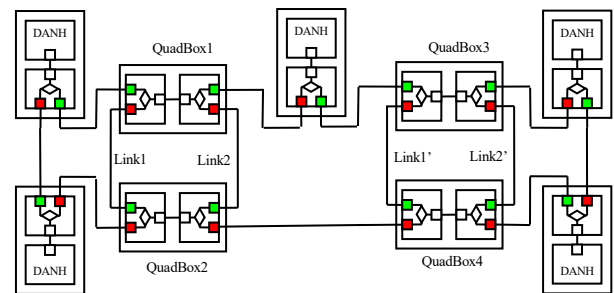 DANH
DANH
DANH
QuadBox1
QuadBox3
Link1
Link2
Link1’
Link2’
DANH
QuadBox2
QuadBox4
DANH